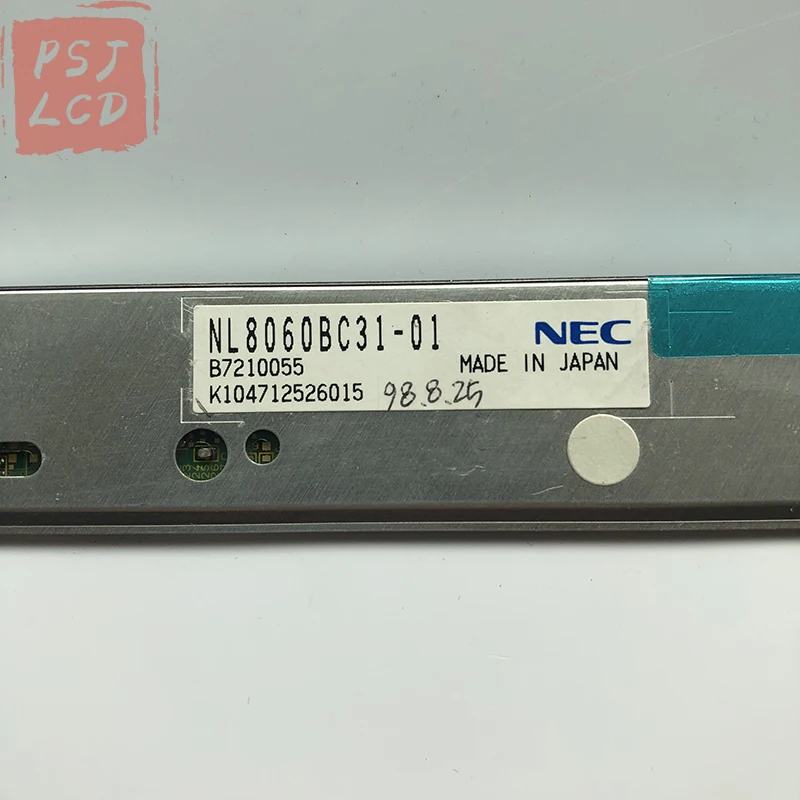 PSJ
LCD
NL8060BC31-01
NEC
B7210055
MADE IN JAPAN
K104712526015
98.8.25